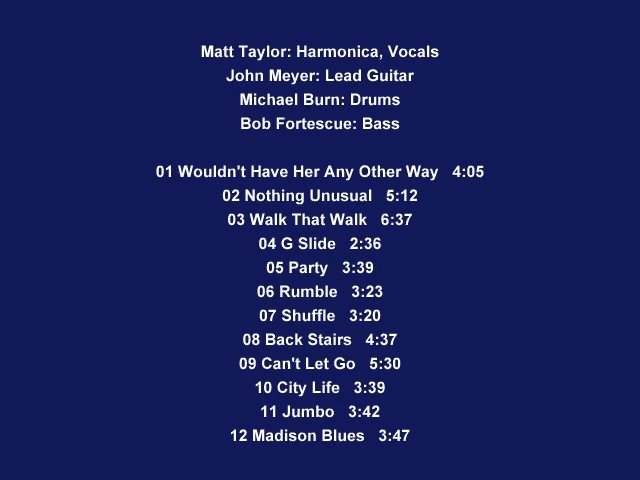 Matt Taylor: Harmonica, Vocals
John Meyer: Lead Guitar
Michael Burn: Drums
Bob Fortescue: Bass
01 Wouldn't Have Her Any Other Way 4:05
02 Nothing Unusual 5:12
03 Walk That Walk 6:37
04 G Slide 2:36
05 Party 3:39
06 Rumble 3:23
07 Shuffle 3:20
08 Back Stairs 4:37
09 Can't Let Go 5:30
10 City Life 3:39
11 Jumbo 3:42
12 Madison Blues 3:47